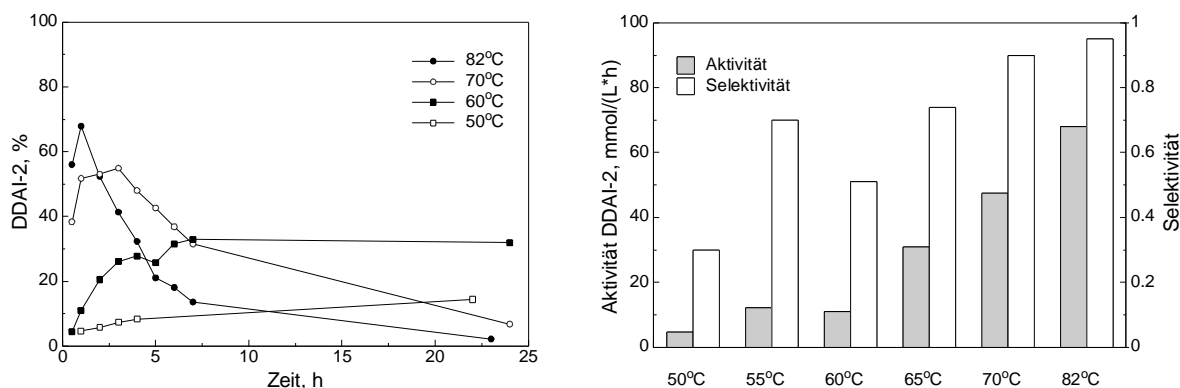 100
80
60
40
20
0
DDAI-2, %
82°C
70°C
60°C
50°C
0 5 10 15 20 25
Zeit, h
100
80
60
40
20
0
Aktivität DDAI-2, mmol/(L*h)
Aktivität
Selektivität
1
0.8
0.6
0.4
0.2
0
Selektivität
50°C 55°C 60°C 65°C 70°C 82°C